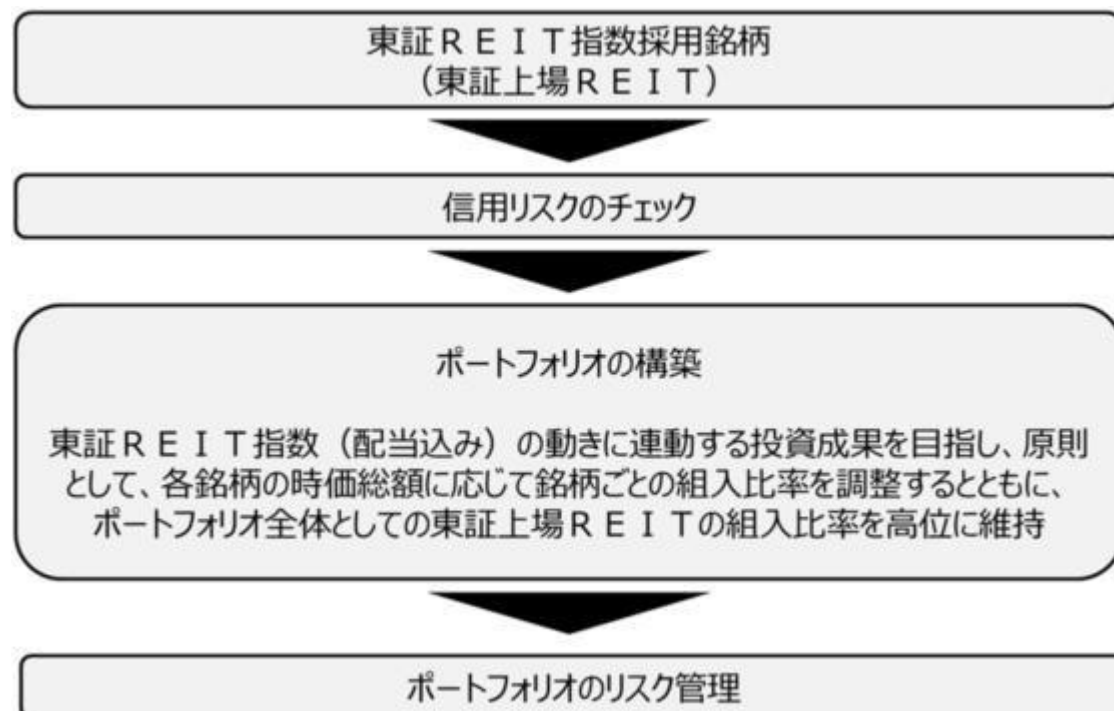 東証ＲＥＩＴ指数採用銘柄
（東証上場ＲＥＩＴ）
信用リスクのチェック
ポートフォリオの構築
東証ＲＥＩＴ指数（配当込み）の動きに連動する投資成果を目指し、原則
として、各銘柄の時価総額に応じて銘柄ごとの組入比率を調整するとともに、
ポートフォリオ全体としての東証上場ＲＥＩＴの組入比率を高位に維持
ポートフォリオのリスク管理